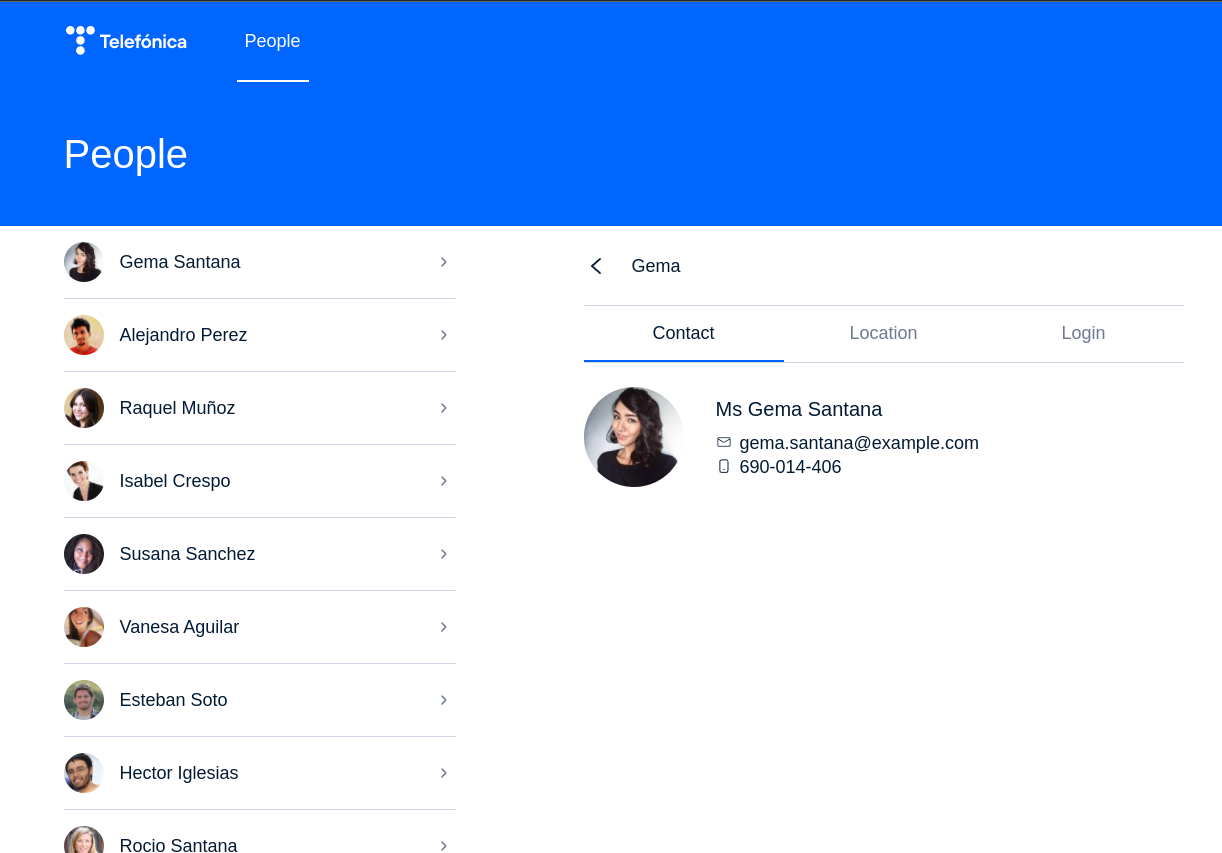 Telefónica
People
People
Gema Santana
Alejandro Perez
Raquel Muñoz
Isabel Crespo
Susana Sanchez
Vanesa Aguilar
Esteban Soto
Hector Iglesias
Rocio Santana
Gema
Contact Location Login
Ms Gema Santana
gema.santana@example.com
690-014-406